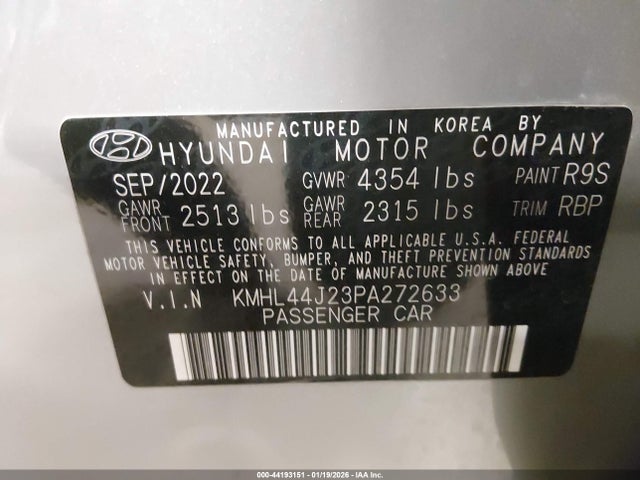 MANUFACTURED IN KOREA BY
HYUNDAI MOTOR COMPANY
SEP/2022 GVWR 4354 lbs PAINT R9S
GAWR FRONT 2513 lbs GAWR REAR 2315 lbs TRIM RBP
THIS VEHICLE CONFORMS TO ALL APPLICABLE U.S.A. FEDERAL
MOTOR VEHICLE SAFETY, BUMPER, AND THEFT PREVENTION STANDARDS
IN EFFECT ON THE DATE OF MANUFACTURE SHOWN ABOVE
V.I.N KMHL44J23PA272633
PASSENGER CAR
000-44193151 - 01/19/2026 - IAA Inc.